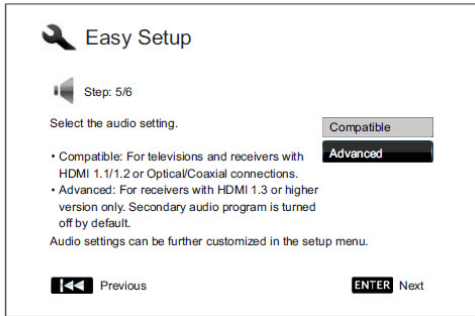 Easy Setup
Step: 5/6
Select the audio setting.
Compatible
Advanced
• Compatible: For televisions and receivers with
HDMI 1.1/1.2 or Optical/Coaxial connections.
• Advanced: For receivers with HDMI 1.3 or higher
version only. Secondary audio program is turned
off by default.
Audio settings can be further customized in the setup menu.
Previous
ENTER Next